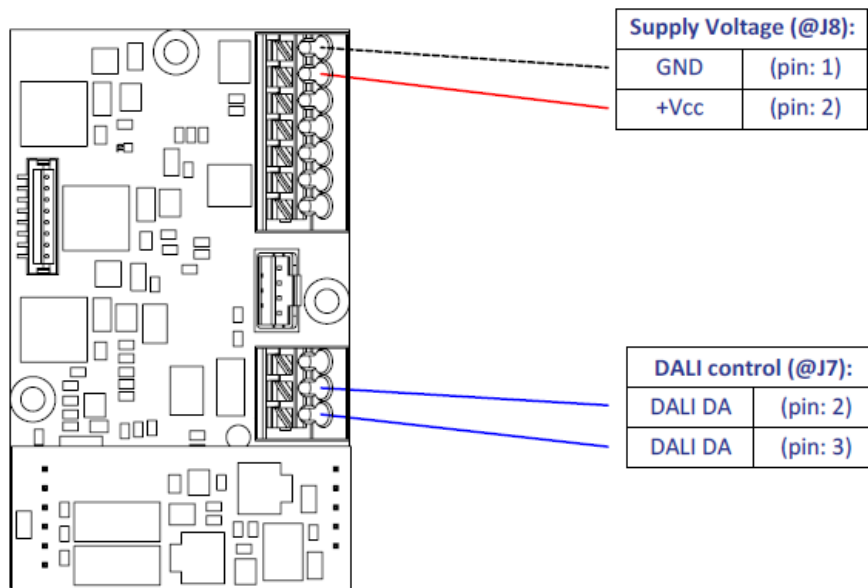 Supply Voltage (@J8):
GND (pin: 1)
+Vcc (pin: 2)
DALI control (@J7):
DALI DA (pin: 2)
DALI DA (pin: 3)